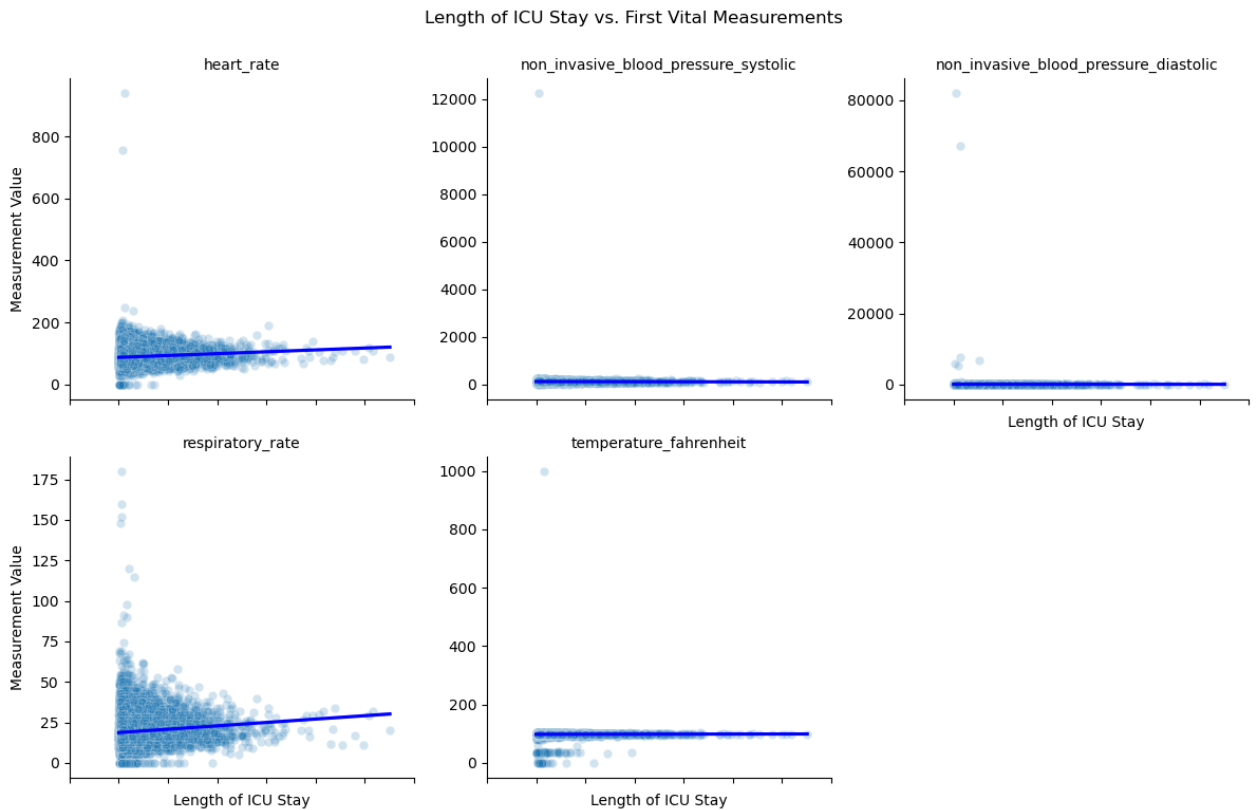 Length of ICU Stay vs. First Vital Measurements
heart_rate
non_invasive_blood_pressure_systolic
non_invasive_blood_pressure_diastolic
Measurement Value
800
600
400
200
0
12000
10000
8000
6000
4000
2000
0
80000
60000
40000
20000
0
Length of ICU Stay
respiratory_rate
temperature_fahrenheit
Measurement Value
175
150
125
100
75
50
25
0
1000
800
600
400
200
0
Length of ICU Stay
Length of ICU Stay